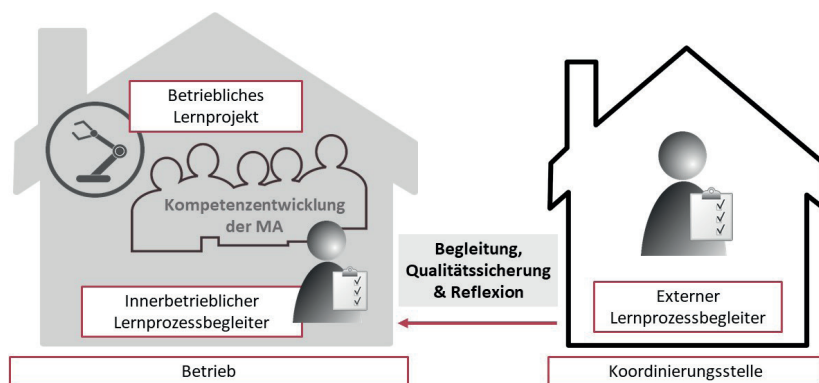 Betriebliches
Lernprojekt
Kompetenzentwicklung
der MA
Innerbetrieblicher
Lernprozessbegleiter
Betrieb
Begleitung,
Qualitätssicherung
& Reflexion
Externer
Lernprozessbegleiter
Koordinierungsstelle